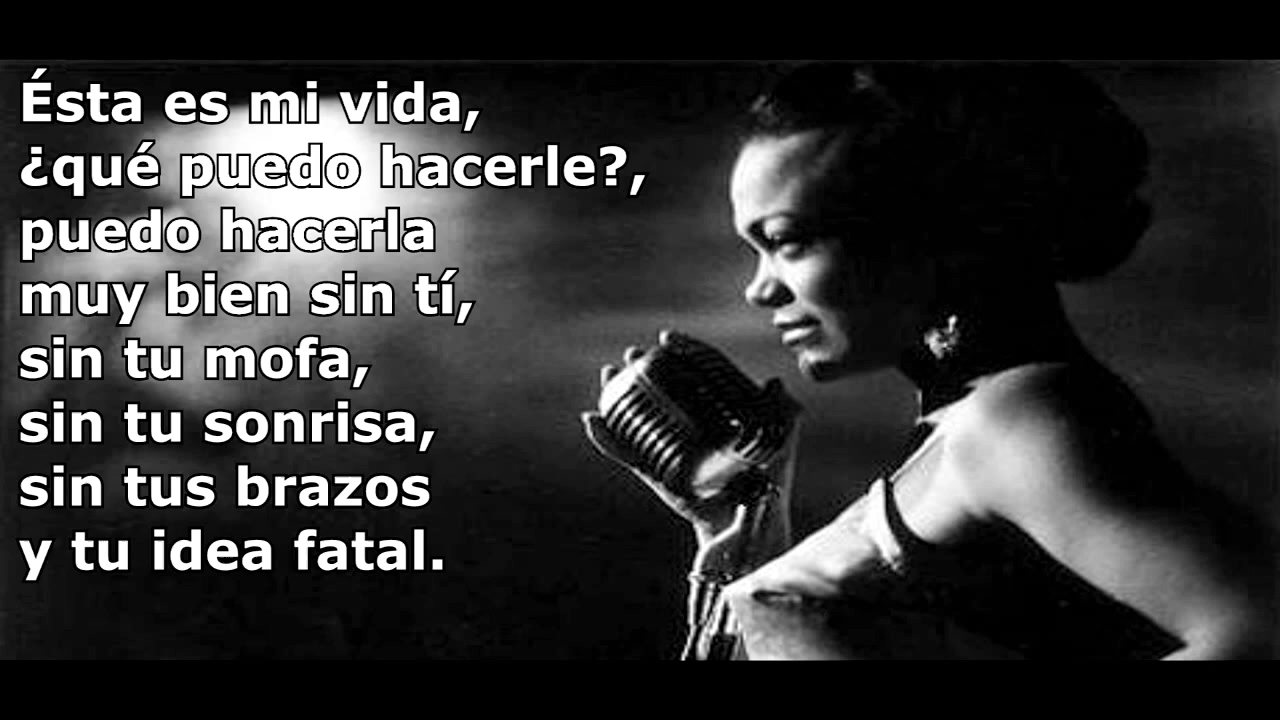 Ésta es mi vida,
¿qué puedo hacerle?,
puedo hacerla
muy bien sin tí,
sin tu mofa,
sin tu sonrisa,
sin tus brazos
y tu idea fatal.